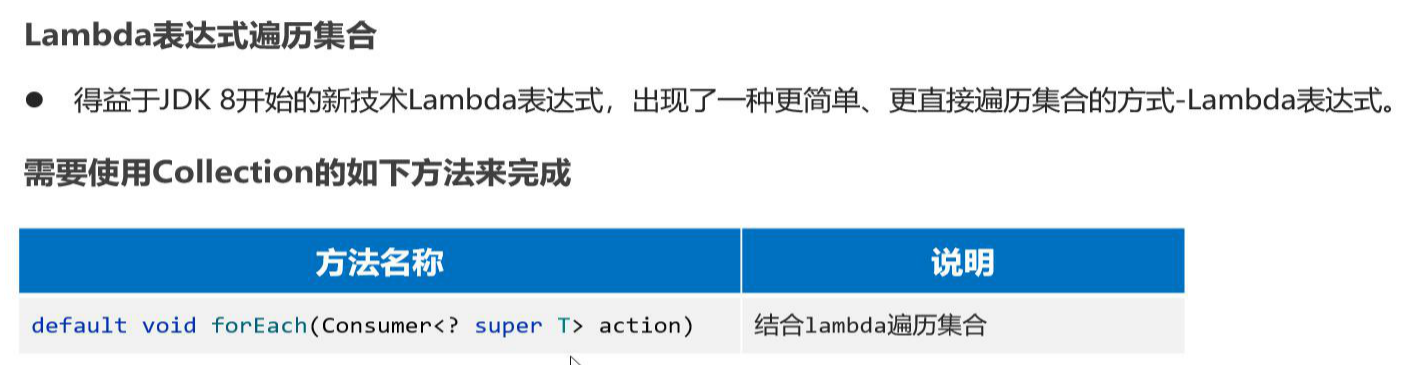 Lambda表达式遍历集合
● 得益于JDK 8开始的新技术Lambda表达式，出现了一种更简单、更直接遍历集合的方式-Lambda表达式。
需要使用Collection的如下方法来完成
方法名称 说明
default void forEach(Consumer<? super T> action) 结合lambda遍历集合